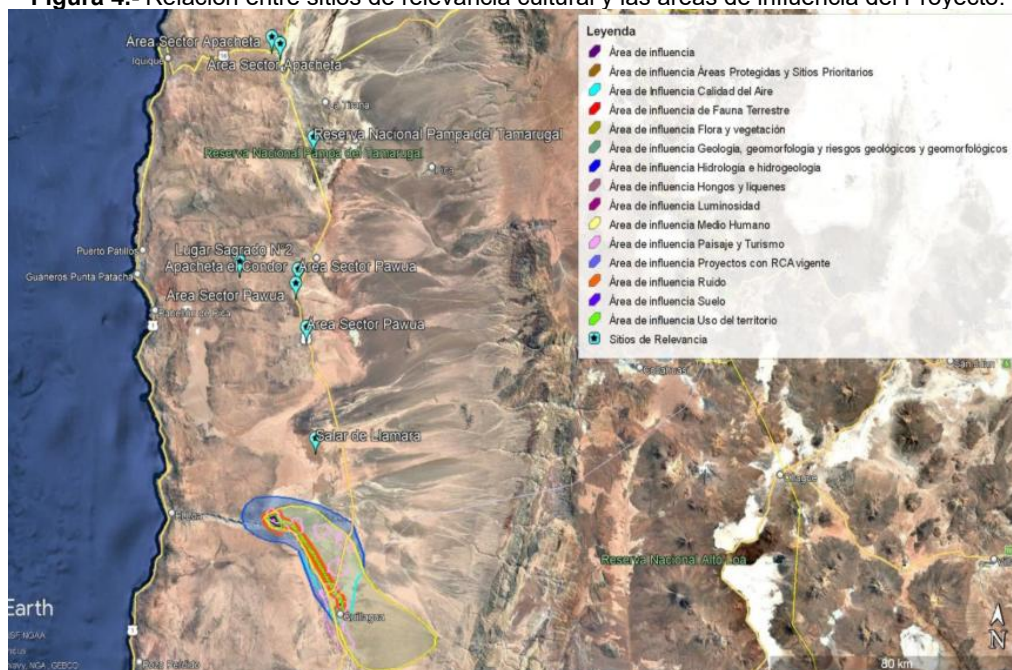 Figura 4.- Relación entre sitios de relevancia cultural y las áreas de influencia del Proyecto.
Área Sector Apacheta
Iquique
Área Sector Apacheta
La Tirana
Reserva Nacional Pampa del Tamarugal
Reserva Nacional Pampa del Tamarugal
Pica
Puerto Patillos
Lugar Sagrado N°2
Guaneros Punta Patache
Apacheta el Condor
Área Sector Pawua
Área Sector Pawua
Área Sector Pawua
Salar de Llamara
Quillagua
Ollague
Reserva Nacional Alto Loa
Leyenda
Área de influencia
Área de influencia Áreas Protegidas y Sitios Prioritarios
Área de Influencia Calidad del Aire
Área de influencia de Fauna Terrestre
Área de influencia Flora y vegetación
Área de influencia Geología, geomorfología y riesgos geológicos y geomorfológicos
Área de influencia Hidrología e hidrogeología
Área de influencia Hongos y líquenes
Área de influencia Luminosidad
Área de influencia Medio Humano
Área de influencia Paisaje y Turismo
Área de influencia Proyectos con RCA vigente
Área de influencia Ruido
Área de influencia Suelo
Área de influencia Uso del territorio
Sitios de Relevancia
Earth
N
80 km